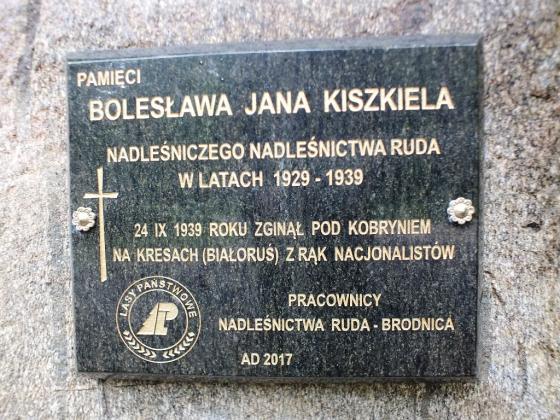 PAMIĘCI
BOLESŁAWA JANA KISZKIELA
NADLEŚNICZEGO NADLEŚNICTWA RUDA
W LATACH 1929 - 1939
24 IX 1939 ROKU ZGINĄŁ POD KOBRYNIEM
NA KRESACH (BIAŁORUŚ) Z RĄK NACJONALISTÓW
LASY PAŃSTWOWE
PRACOWNICY
NADLEŚNICTWA RUDA - BRODNICA
AD 2017